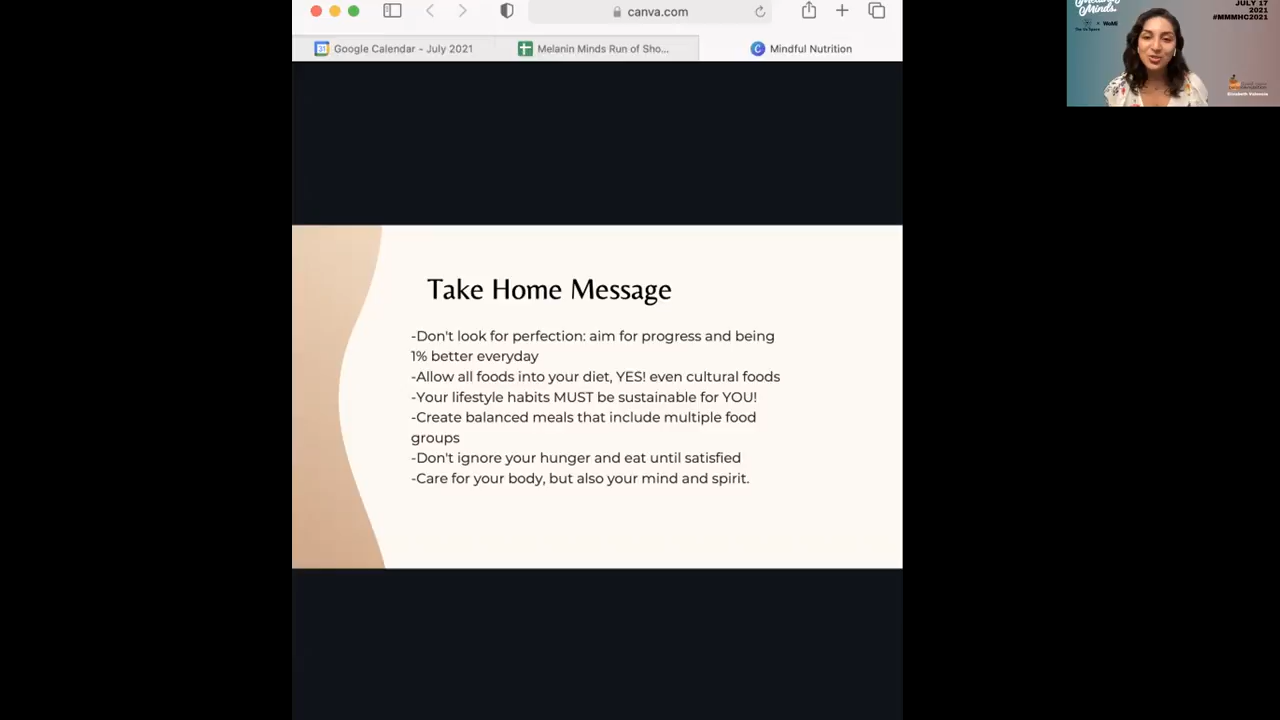 canva.com
Google Calendar - July 2021
Melanin Minds Run of Sho...
Mindful Nutrition
Take Home Message
-Don't look for perfection: aim for progress and being
1% better everyday
-Allow all foods into your diet, YES! even cultural foods
-Your lifestyle habits MUST be sustainable for YOU!
-Create balanced meals that include multiple food
groups
-Don't ignore your hunger and eat until satisfied
-Care for your body, but also your mind and spirit.
Minds.
JULY 17
2021
#MMMHC2021
Elizabeth Valencia